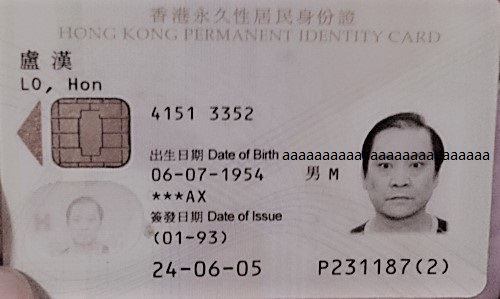 香港永久性居民身份證
HONG KONG PERMANENT IDENTITY CARD
盧 漢
LO, Hon
4151 3352
出生日期 Date of Birth aaaaaaaaaaaaaaaaaaaaaaaaaaa
06-07-1954 男 M
***AX
簽發日期 Date of Issue
(01-93)
24-06-05 P231187(2)